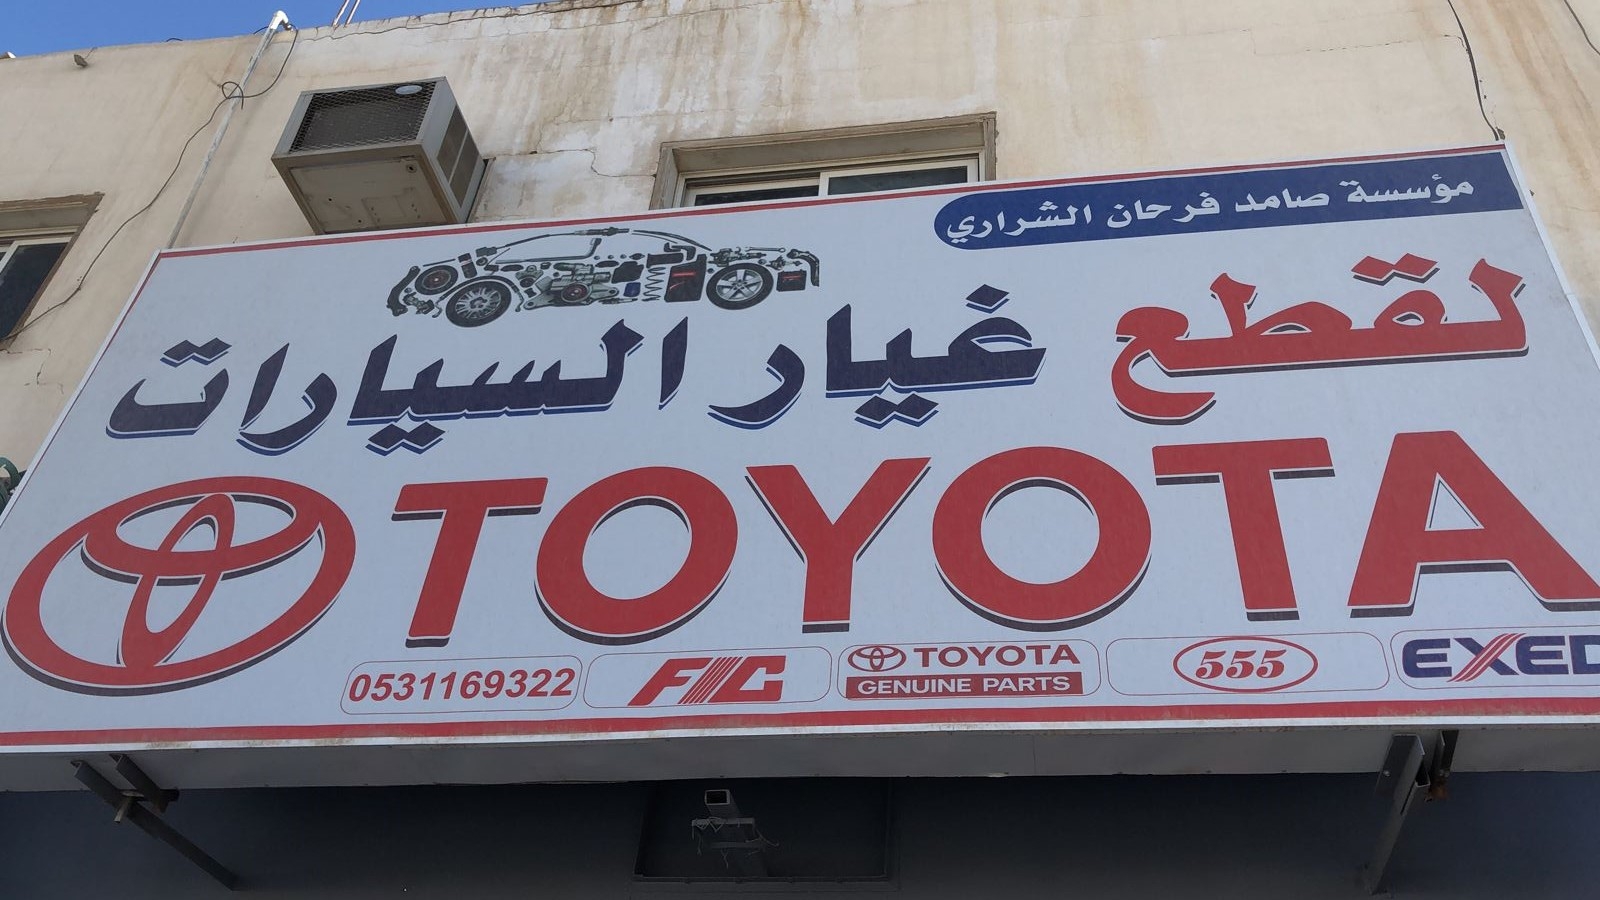 مؤسسة صامد فرحان الشراري
لقطع غيار السيارات
TOYOTA
0531169322
FIC
TOYOTA
GENUINE PARTS
555
EXED